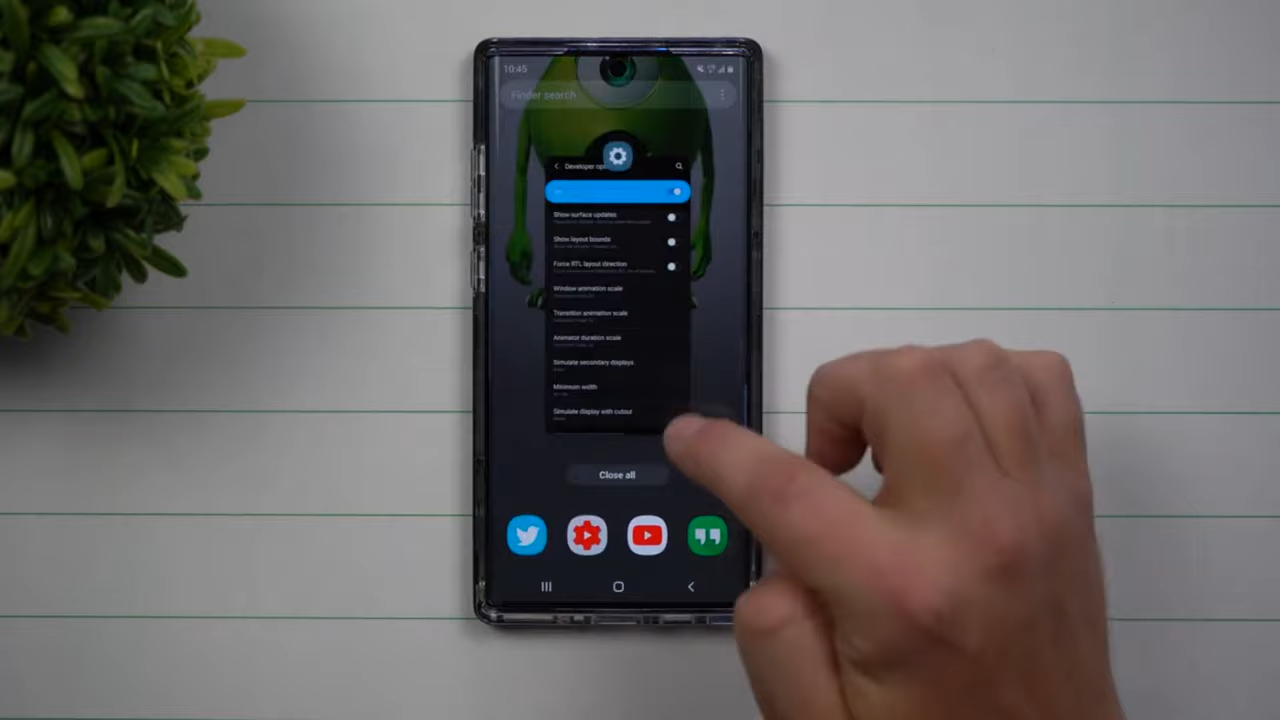 10:45
Finder search
Developer op
Show surface updates
Show layout bounds
Force RTL layout direction
Window animation scale
Transition animation scale
Animator duration scale
Simulate secondary displays
Minimum width
Simulate display with cutout
Close all